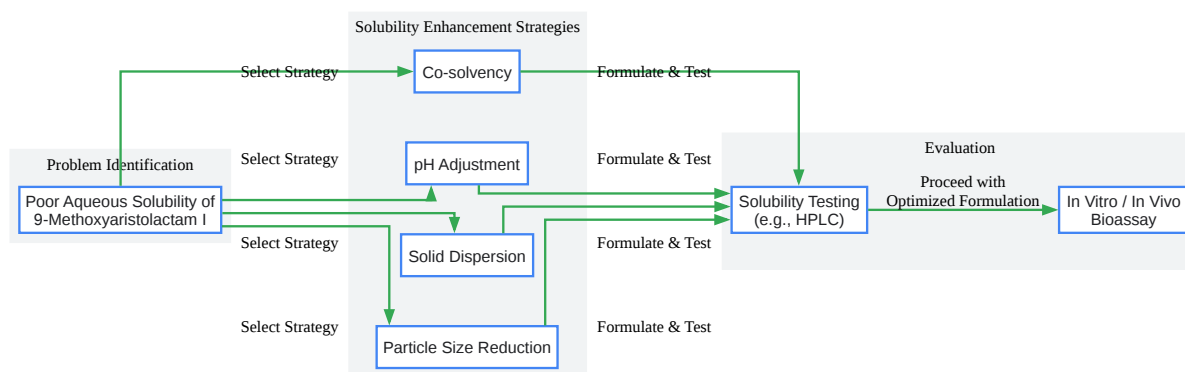 Solubility Enhancement Strategies
Select Strategy
Co-solvency
Formulate & Test
Problem Identification
Poor Aqueous Solubility of
9-Methoxyaristolactam I
Select Strategy
pH Adjustment
Formulate & Test
Select Strategy
Solid Dispersion
Formulate & Test
Select Strategy
Particle Size Reduction
Formulate & Test
Evaluation
Solubility Testing
(e.g., HPLC)
Proceed with
Optimized Formulation
In Vitro / In Vivo
Bioassay